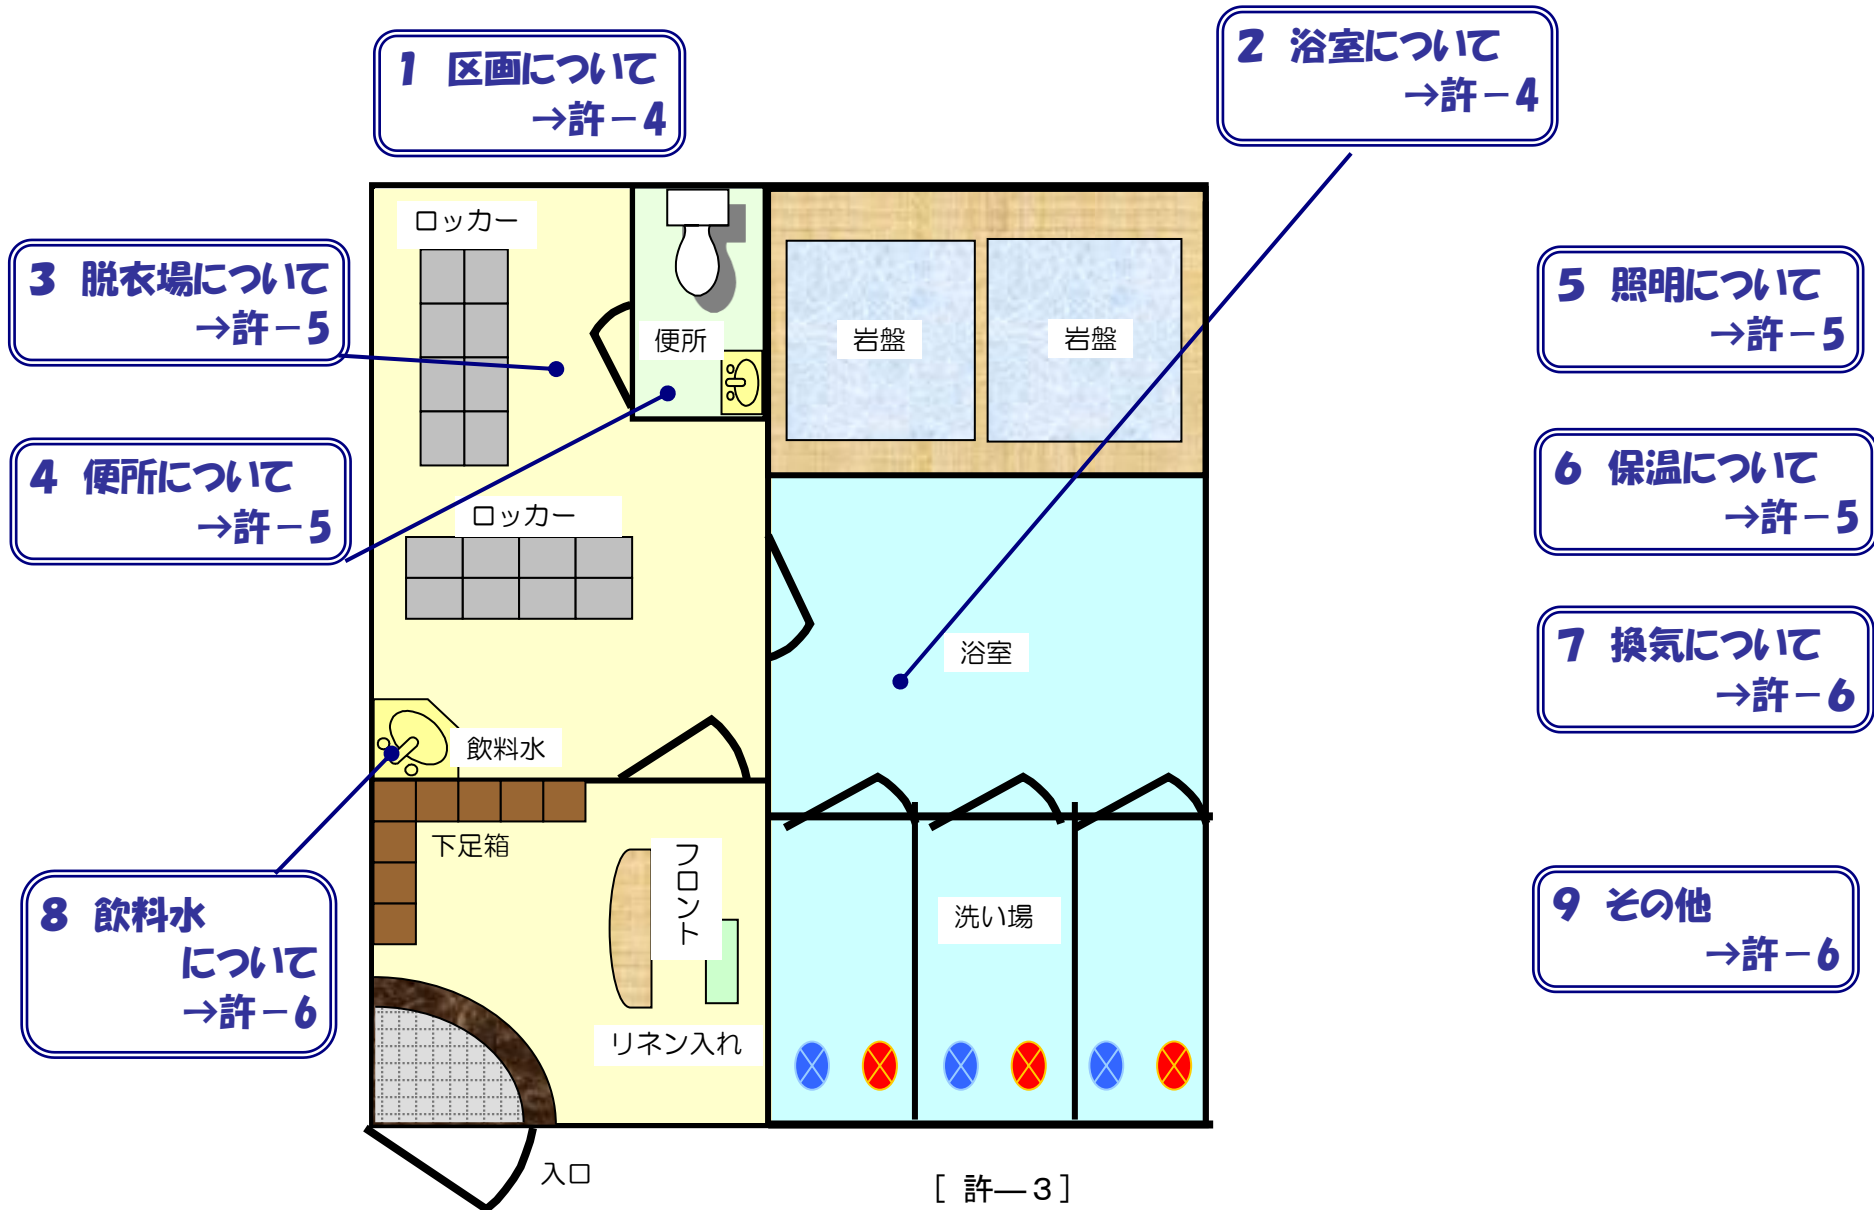 1 区画について
→許－4
2 浴室について
→許－4
3 脱衣場について
→許－5
4 便所について
→許－5
5 照明について
→許－5
6 保温について
→許－5
7 換気について
→許－6
8 飲料水
について
→許－6
9 その他
→許－6
ロッカー
便所
岩盤
岩盤
ロッカー
浴室
飲料水
下足箱
フロント
洗い場
リネン入れ
入口
[ 許―３]